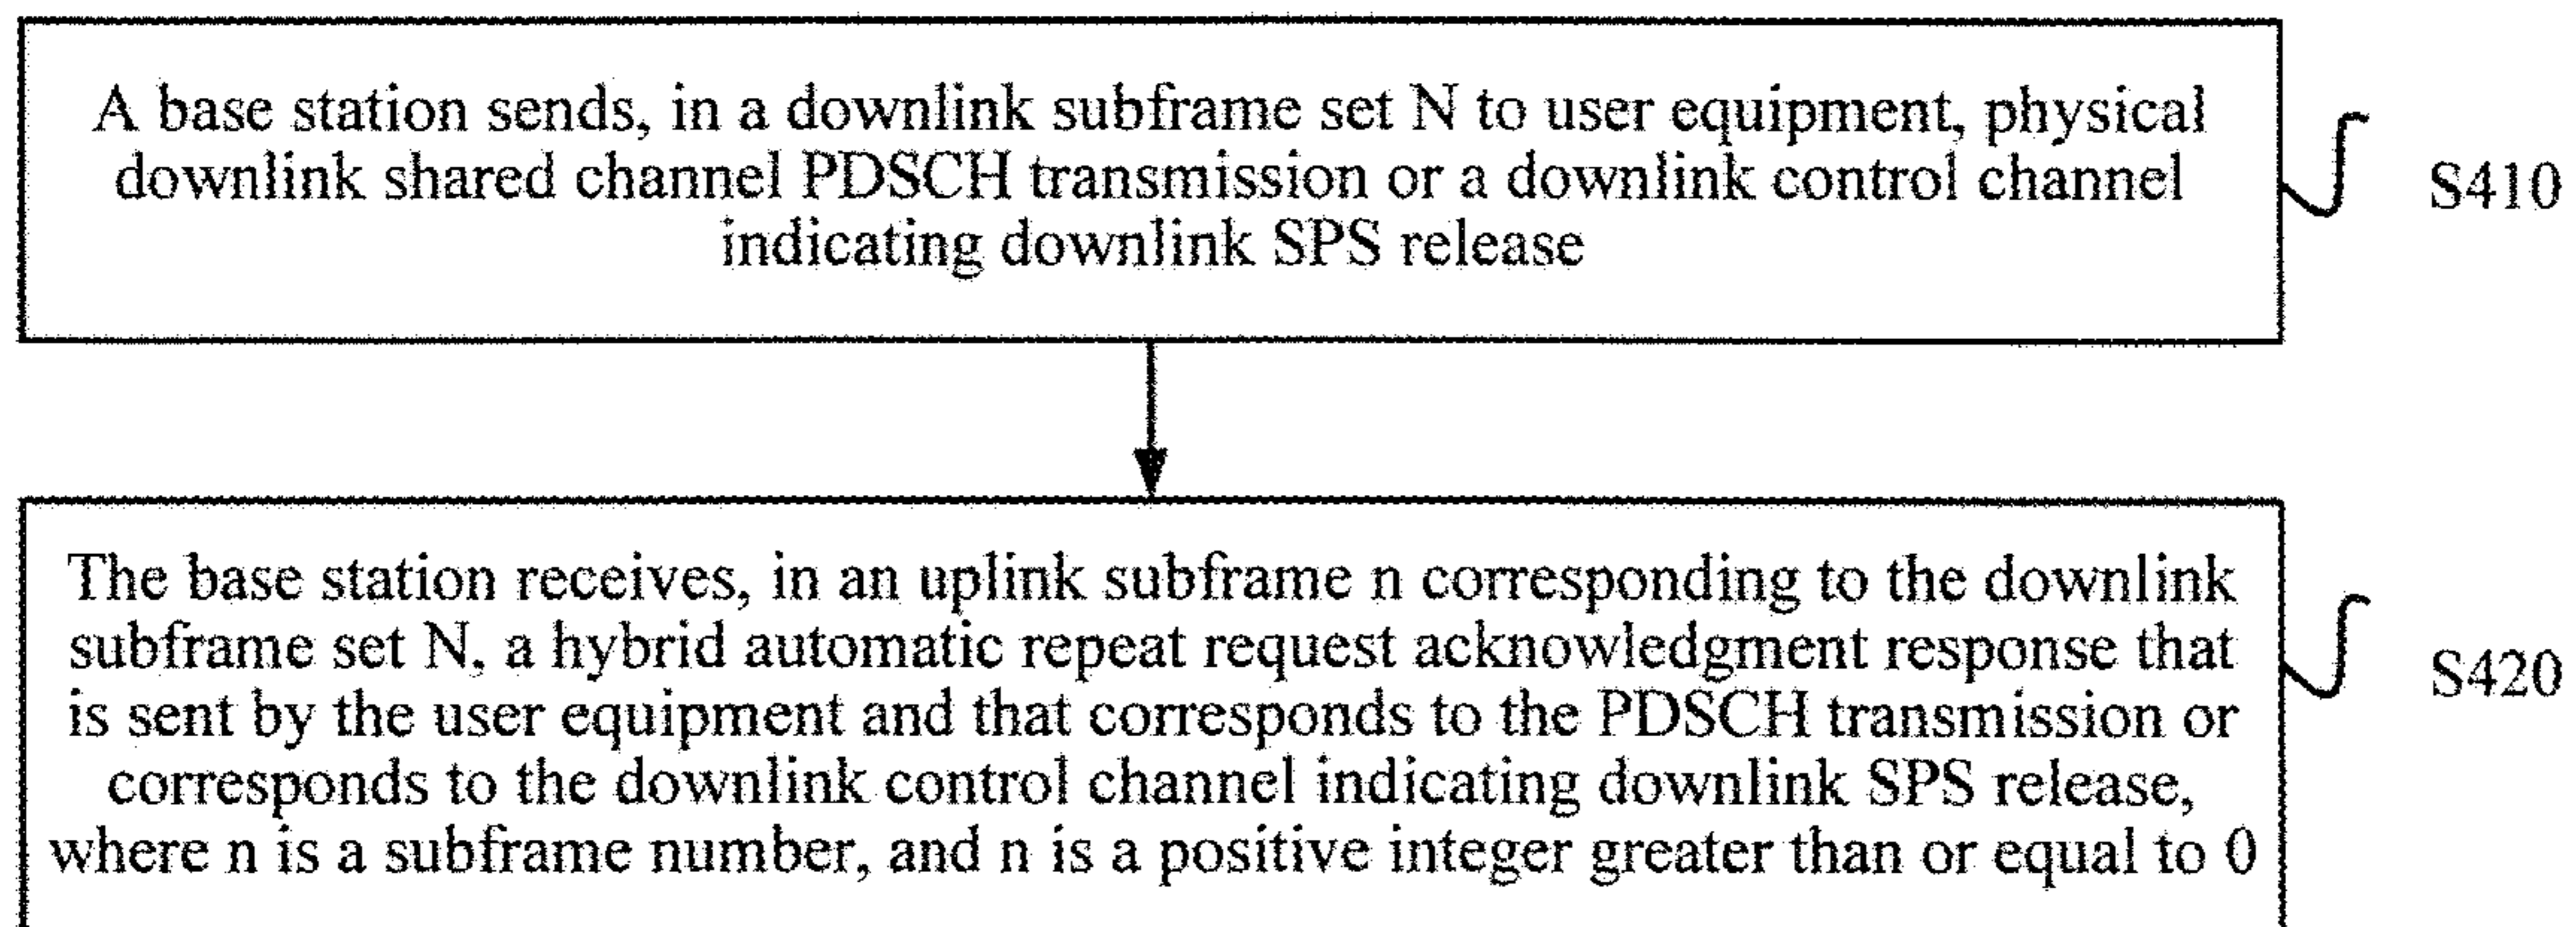 A base station sends, in a downlink subframe set N to user equipment, physical
downlink shared channel PDSCH transmission or a downlink control channel
indicating downlink SPS release
S410
The base station receives, in an uplink subframe n corresponding to the downlink
subframe set N, a hybrid automatic repeat request acknowledgment response that
is sent by the user equipment and that corresponds to the PDSCH transmission or
corresponds to the downlink control channel indicating downlink SPS release,
where n is a subframe number, and n is a positive integer greater than or equal to 0
S420